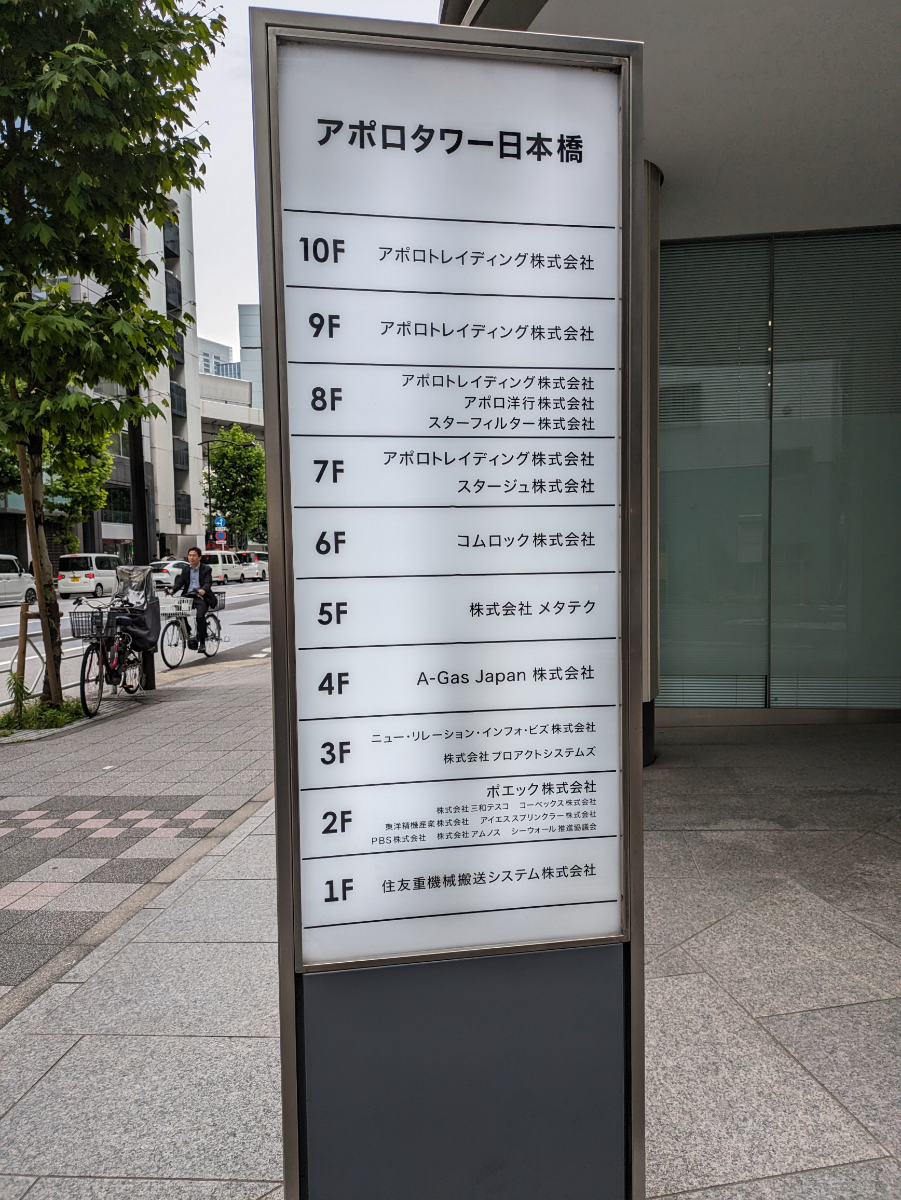 アポロタワー日本橋
10F アポロトレイディング株式会社
9F アポロトレイディング株式会社
8F アポロトレイディング株式会社
アポロ洋行株式会社
スターフィルター株式会社
7F アポロトレイディング株式会社
スタージュ株式会社
6F コムロック株式会社
5F 株式会社 メタテク
4F A-Gas Japan 株式会社
3F ニュー・リレーション・インフォ・ビズ株式会社
株式会社プロアクトシステムズ
2F ポエック株式会社
株式会社三和テスコ コーベックス株式会社
東洋精機産業株式会社 アイエススプリンクラー株式会社
PBS株式会社 株式会社アムノス シーウォール推進協議会
1F 住友重機械搬送システム株式会社